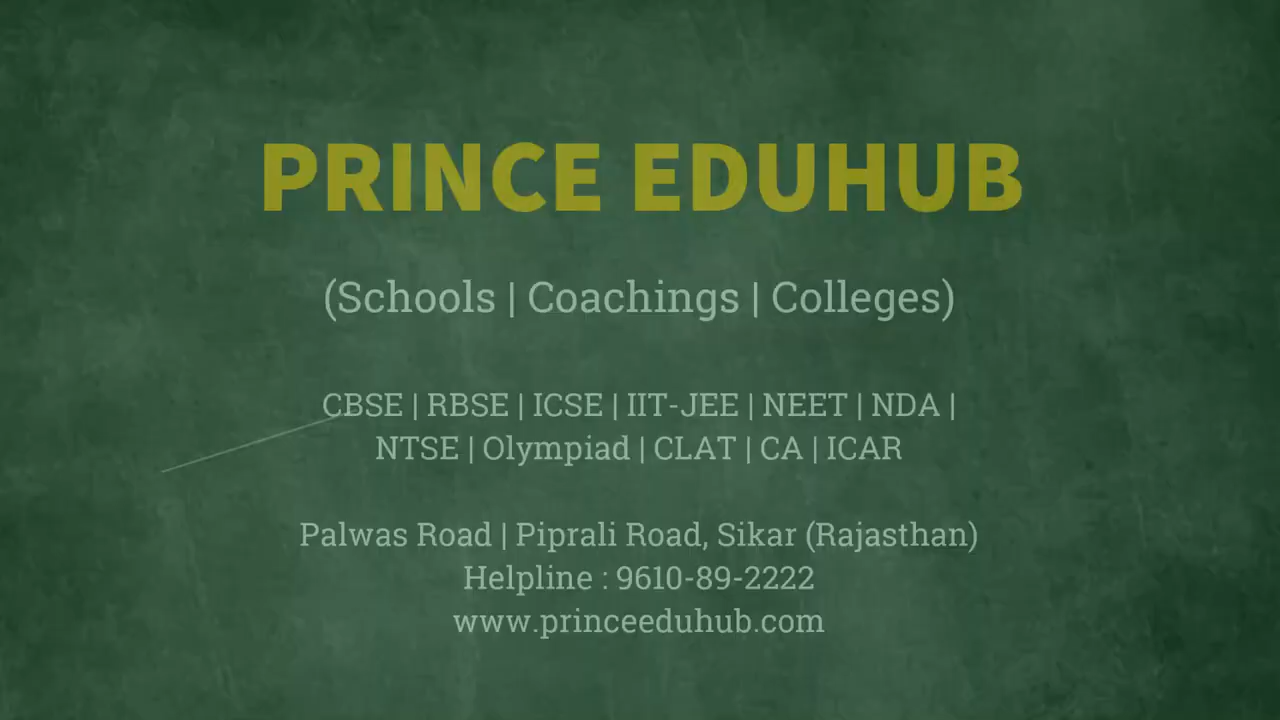 PRINCE EDUHUB
(Schools | Coachings | Colleges)
CBSE | RBSE | ICSE | IIT-JEE | NEET | NDA |
NTSE | Olympiad | CLAT | CA | ICAR
Palwas Road | Piprali Road, Sikar (Rajasthan)
Helpline : 9610-89-2222
www.princeeduhub.com